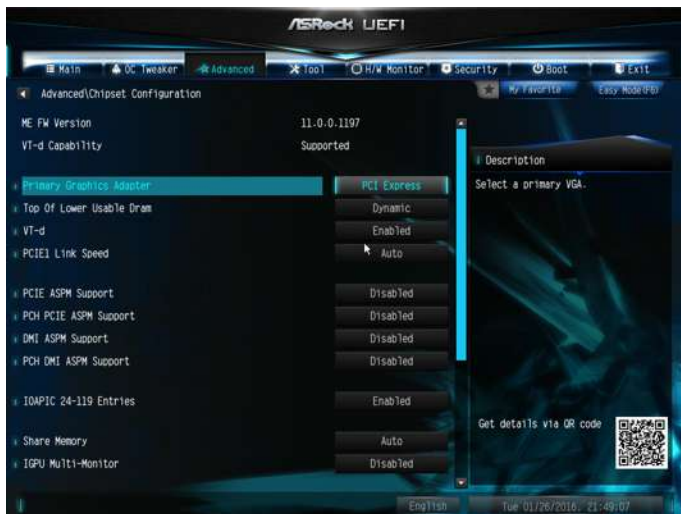 ASRock UEFI
Main OC Tweaker Advanced Tool H/W Monitor Security Boot Exit
Advanced\Chipset Configuration
My Favorite Easy Mode(F6)
ME FW Version 11.0.0.1197
VT-d Capability Supported
Description
Primary Graphics Adapter PCI Express
Select a primary VGA.
Top Of Lower Usable Dram Dynamic
VT-d Enabled
PCIE1 Link Speed Auto
PCIE ASPM Support Disabled
PCH PCIE ASPM Support Disabled
DMI ASPM Support Disabled
PCH DMI ASPM Support Disabled
IOAPIC 24-119 Entries Enabled
Get details via QR code
Share Memory Auto
IGPU Multi-Monitor Disabled
English Tue 01/26/2016. 21:49:07